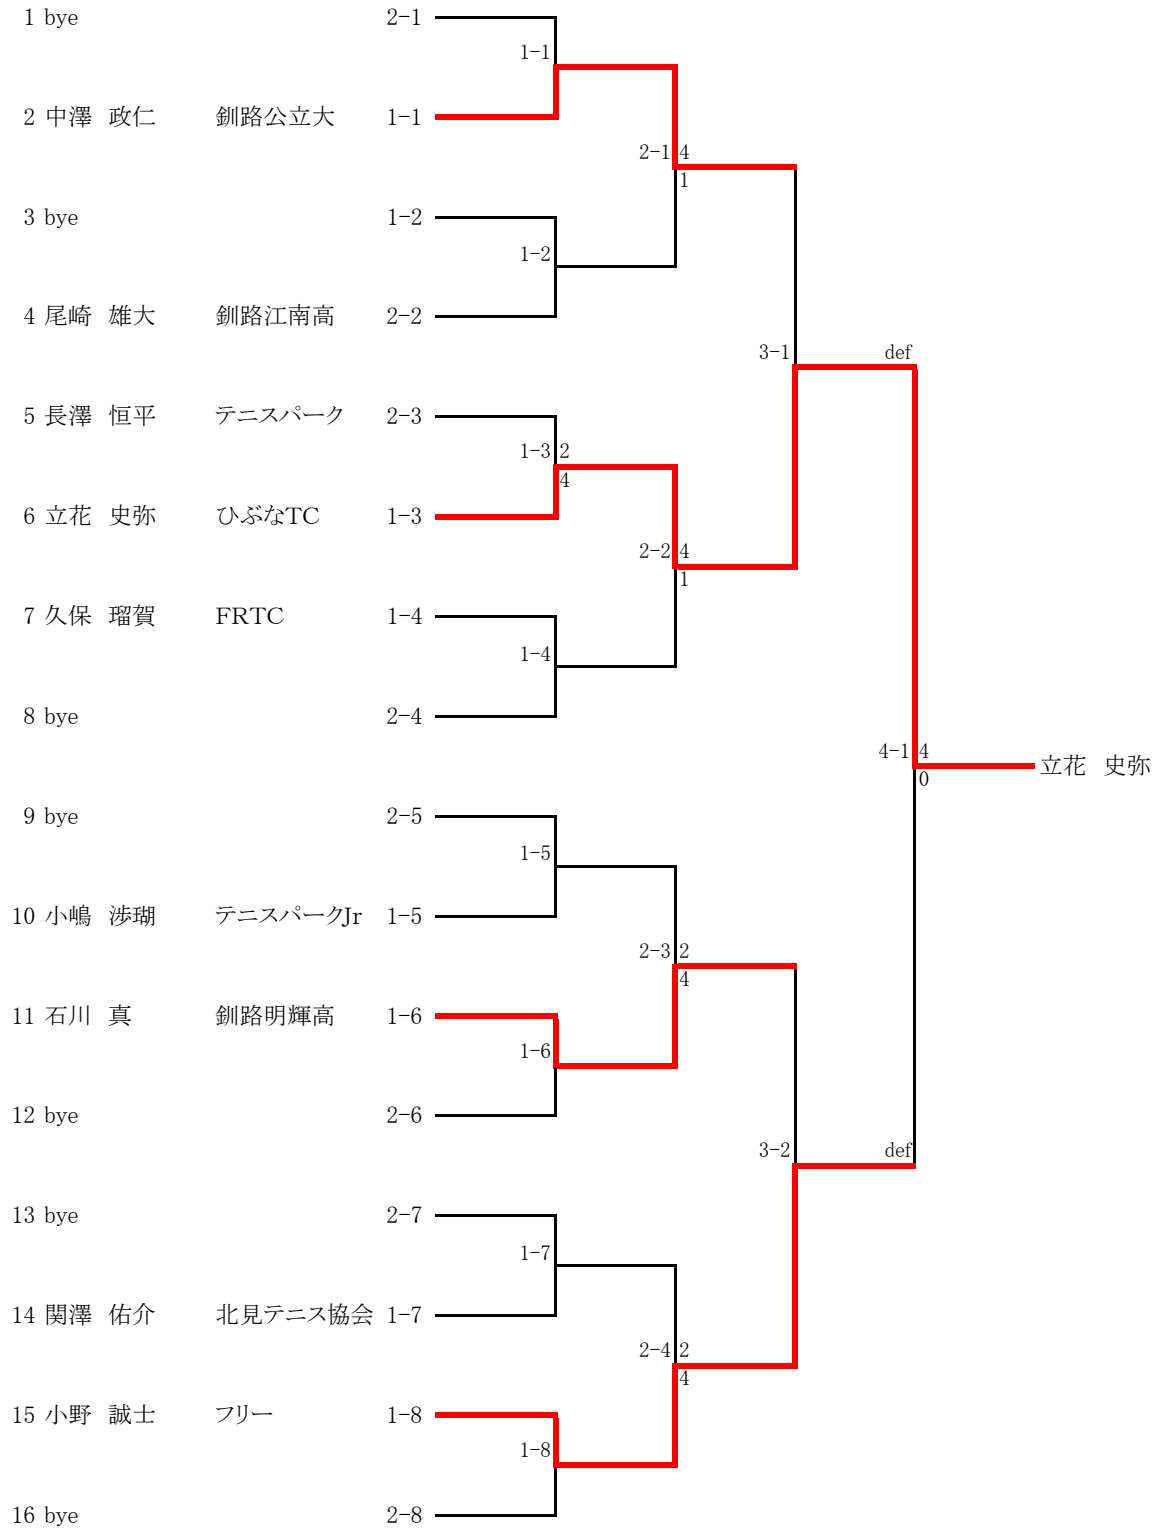 1 bye 2-1
1-1
2 中澤 政仁 釧路公立大 1-1
2-1 4
1
3 bye 1-2
1-2
4 尾崎 雄大 釧路江南高 2-2
3-1 def
5 長澤 恒平 テニスパーク 2-3
1-3 2
4
6 立花 史弥 ひぶなTC 1-3
2-2 4
1
7 久保 瑠賀 FRTC 1-4
1-4
8 bye 2-4
4-1 4
立花 史弥
0
9 bye 2-5
1-5
10 小嶋 渉瑚 テニスパークJr 1-5
2-3 2
4
11 石川 真 釧路明輝高 1-6
1-6
12 bye 2-6
3-2 def
13 bye 2-7
1-7
14 関澤 佑介 北見テニス協会 1-7
2-4 2
4
15 小野 誠士 フリー 1-8
1-8
16 bye 2-8